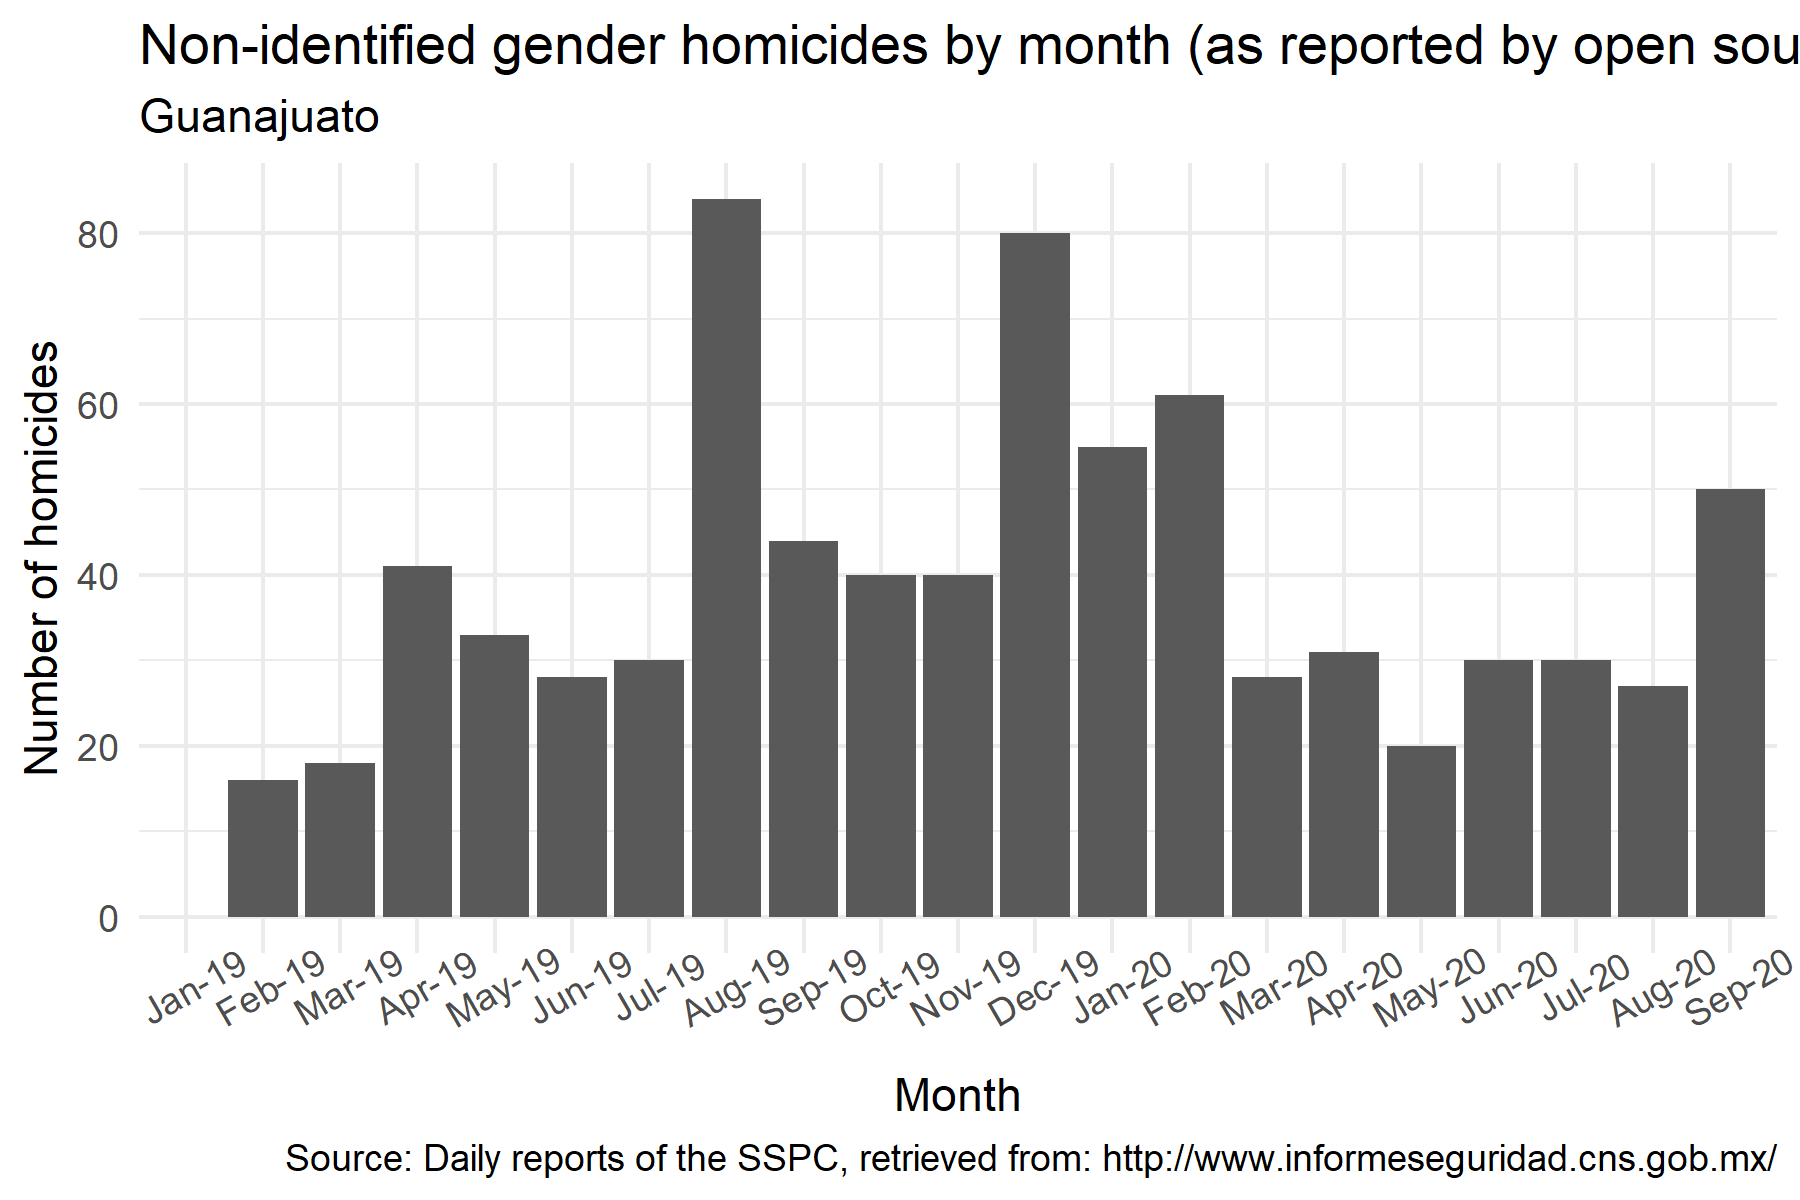 Non-identified gender homicides by month (as reported by open sou
Guanajuato
Number of homicides
80
60
40
20
0
Jan-19
Feb-19
Mar-19
Apr-19
May-19
Jun-19
Jul-19
Aug-19
Sep-19
Oct-19
Nov-19
Dec-19
Jan-20
Feb-20
Mar-20
Apr-20
May-20
Jun-20
Jul-20
Aug-20
Sep-20
Month
Source: Daily reports of the SSPC, retrieved from: http://www.informeseguridad.cns.gob.mx/